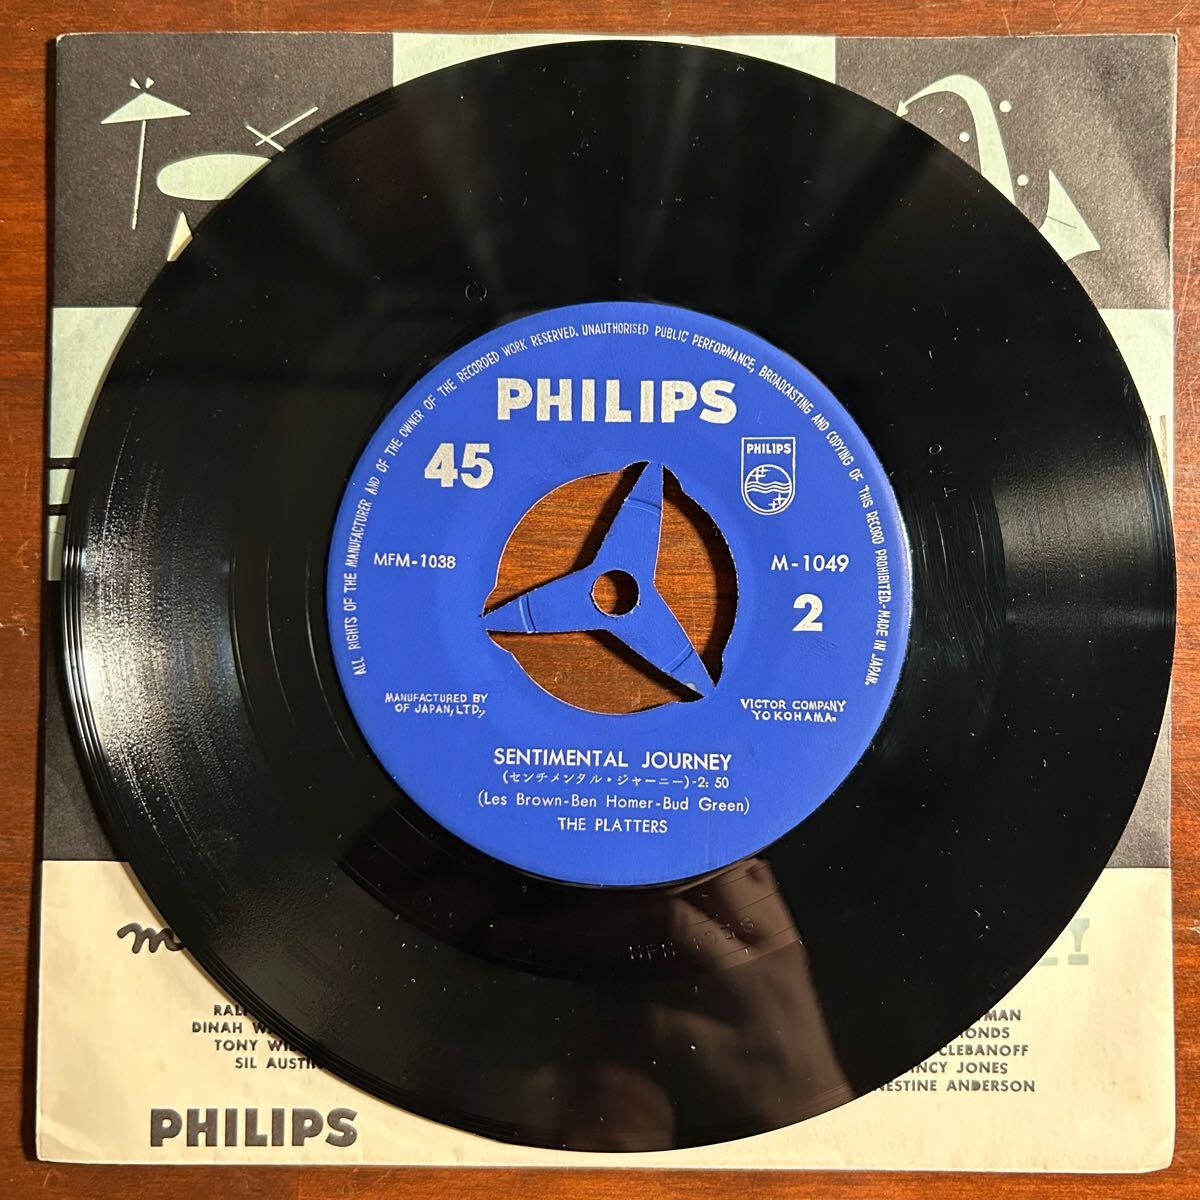 ALL RIGHTS OF THE MANUFACTURER AND OF THE OWNER OF THE RECORDED WORK RESERVED. UNAUTHORISED PUBLIC PERFORMANCE, BROADCASTING AND COPYING OF THIS RECORD PROHIBITED.-MADE IN JAPAN.
PHILIPS
45
PHILIPS
MFM-1038
M-1049
2
MANUFACTURED BY
OF JAPAN, LTD.,
VICTOR COMPANY
YOKOHAMA.
SENTIMENTAL JOURNEY
(センチメンタル・ジャーニー)-2:50
(Les Brown-Ben Homer-Bud Green)
THE PLATTERS
DINAH
TONY
SIL AUSTIN
CLEBANOFF
JONES
ANDERSON
PHILIPS